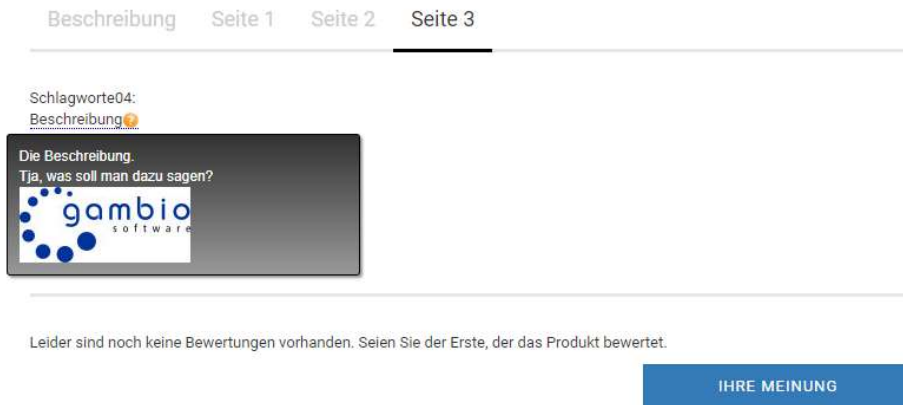 Beschreibung Seite 1 Seite 2 Seite 3
Schlagworte04:
Beschreibung?
Die Beschreibung.
Tja, was soll man dazu sagen?
gambio
software
Leider sind noch keine Bewertungen vorhanden. Seien Sie der Erste, der das Produkt bewertet.
IHRE MEINUNG